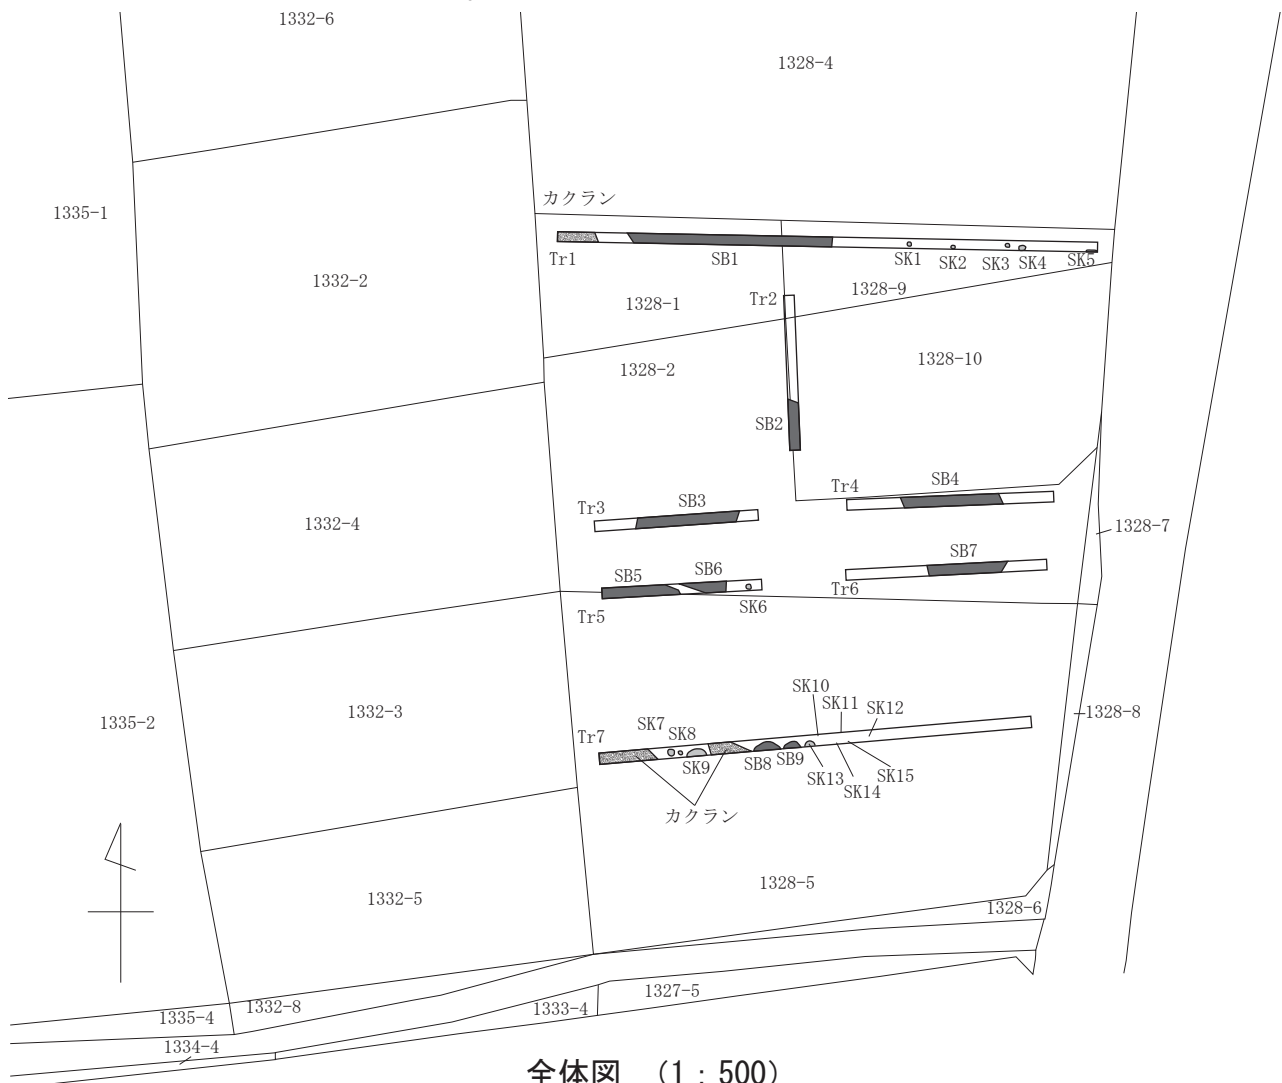 1332-6
1328-4
1335-1
カクラン
Tr1
SB1
SK1
SK2
SK3
SK4
SK5
1332-2
1328-1
Tr2
1328-9
1328-2
1328-10
SB2
Tr3
SB3
Tr4
SB4
1332-4
1328-7
SB5
SB6
SB7
Tr5
SK6
Tr6
1335-2
1332-3
SK10
SK11
SK12
1328-8
Tr7
SK7
SK8
SK9
SB8
SB9
SK13
SK14
SK15
カクラン
1332-5
1328-5
1328-6
1335-4
1332-8
1333-4
1327-5
1334-4
全体図 (1：500)